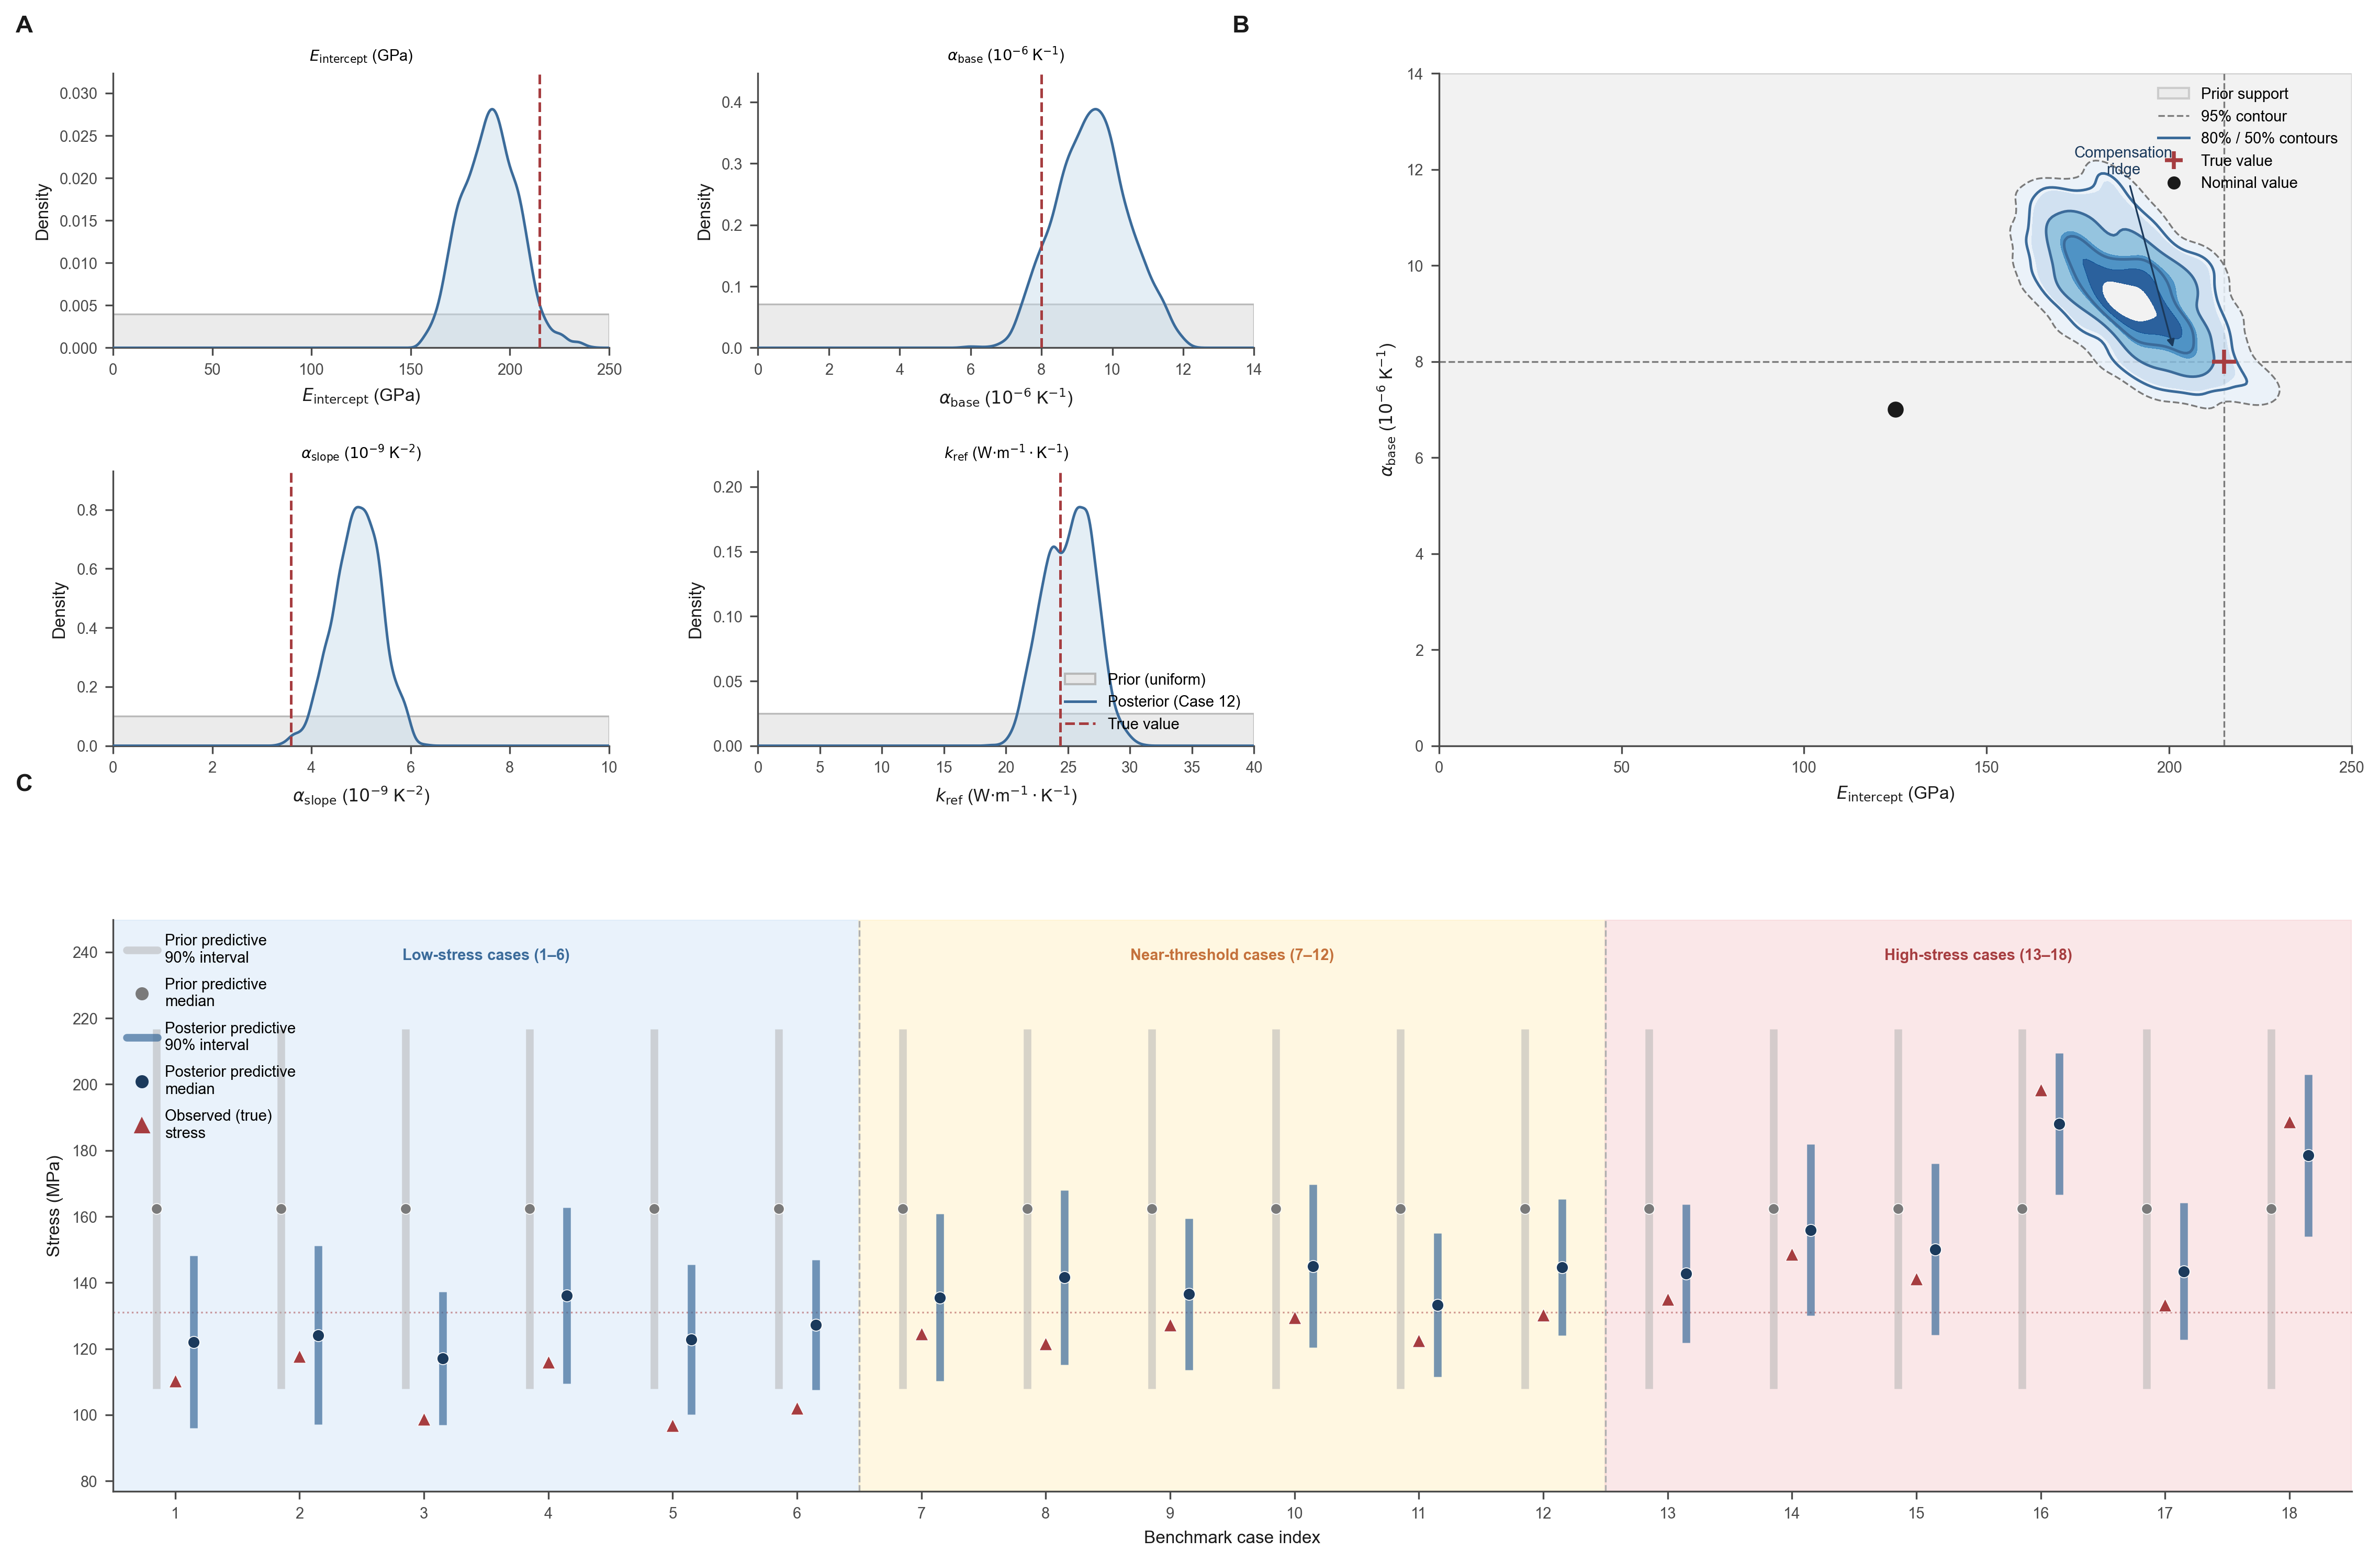 A
E_intercept (GPa)
0.030
0.025
0.020
0.015
0.010
0.005
0.000
Density
0 50 100 150 200 250
E_intercept (GPa)
α_base (10⁻⁶ K⁻¹)
0.4
0.3
0.2
0.1
0.0
Density
0 2 4 6 8 10 12 14
α_base (10⁻⁶ K⁻¹)
α_slope (10⁻⁹ K⁻²)
0.8
0.6
0.4
0.2
0.0
Density
0 2 4 6 8 10
α_slope (10⁻⁹ K⁻²)
k_ref (W·m⁻¹ · K⁻¹)
0.20
0.15
0.10
0.05
0.00
Density
Prior (uniform)
Posterior (Case 12)
True value
0 5 10 15 20 25 30 35 40
k_ref (W·m⁻¹ · K⁻¹)
B
14
12
10
8
6
4
2
0
α_base (10⁻⁶ K⁻¹)
Prior support
95% contour
80% / 50% contours
True value
Nominal value
Compensation
ridge
0 50 100 150 200 250
E_intercept (GPa)
C
240
220
200
180
160
140
120
100
80
Stress (MPa)
Prior predictive
90% interval
Prior predictive
median
Posterior predictive
90% interval
Posterior predictive
median
Observed (true)
stress
Low-stress cases (1–6)
Near-threshold cases (7–12)
High-stress cases (13–18)
1 2 3 4 5 6 7 8 9 10 11 12 13 14 15 16 17 18
Benchmark case index